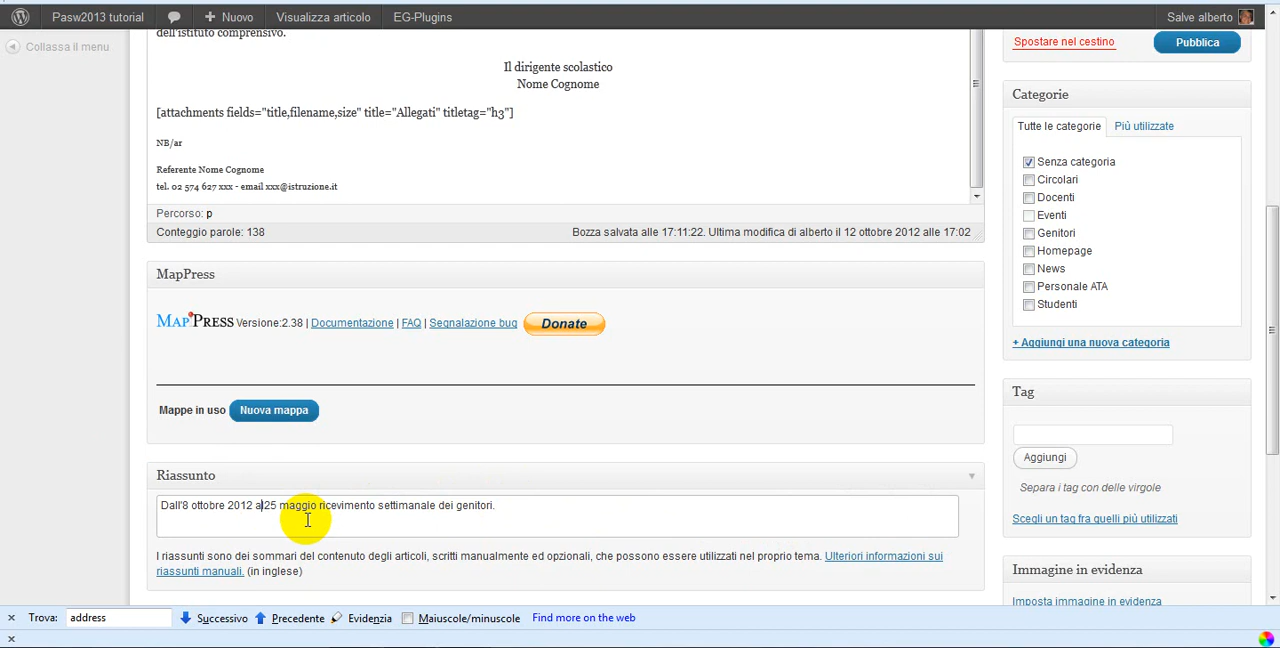 Pasw2013 tutorial + Nuovo Visualizza articolo EG-Plugins Salve alberto
Collassa il menu
dell'istituto comprensivo.
Il dirigente scolastico
Nome Cognome
[attachments fields="title,filename,size" title="Allegati" titletag="h3"]
NB/ar
Referente Nome Cognome
tel. 02 574 627 xxx - email xxx@istruzione.it
Percorso: p
Conteggio parole: 138 Bozza salvata alle 17:11:22. Ultima modifica di alberto il 12 ottobre 2012 alle 17:02
MapPress
MAPPRESS Versione:2.38 | Documentazione | FAQ | Segnalazione bug Donate
Mappe in uso Nuova mappa
Riassunto
Dall'8 ottobre 2012 al25 maggio ricevimento settimanale dei genitori.
I riassunti sono dei sommari del contenuto degli articoli, scritti manualmente ed opzionali, che possono essere utilizzati nel proprio tema. Ulteriori informazioni sui
riassunti manuali. (in inglese)
Spostare nel cestino Pubblica
Categorie
Tutte le categorie Più utilizzate
Senza categoria
Circolari
Docenti
Eventi
Genitori
Homepage
News
Personale ATA
Studenti
+ Aggiungi una nuova categoria
Tag
Aggiungi
Separa i tag con delle virgole
Scegli un tag fra quelli più utilizzati
Immagine in evidenza
Imposta immagine in evidenza
× Trova: address Successivo Precedente Evidenzia Maiuscole/minuscole Find more on the web
×